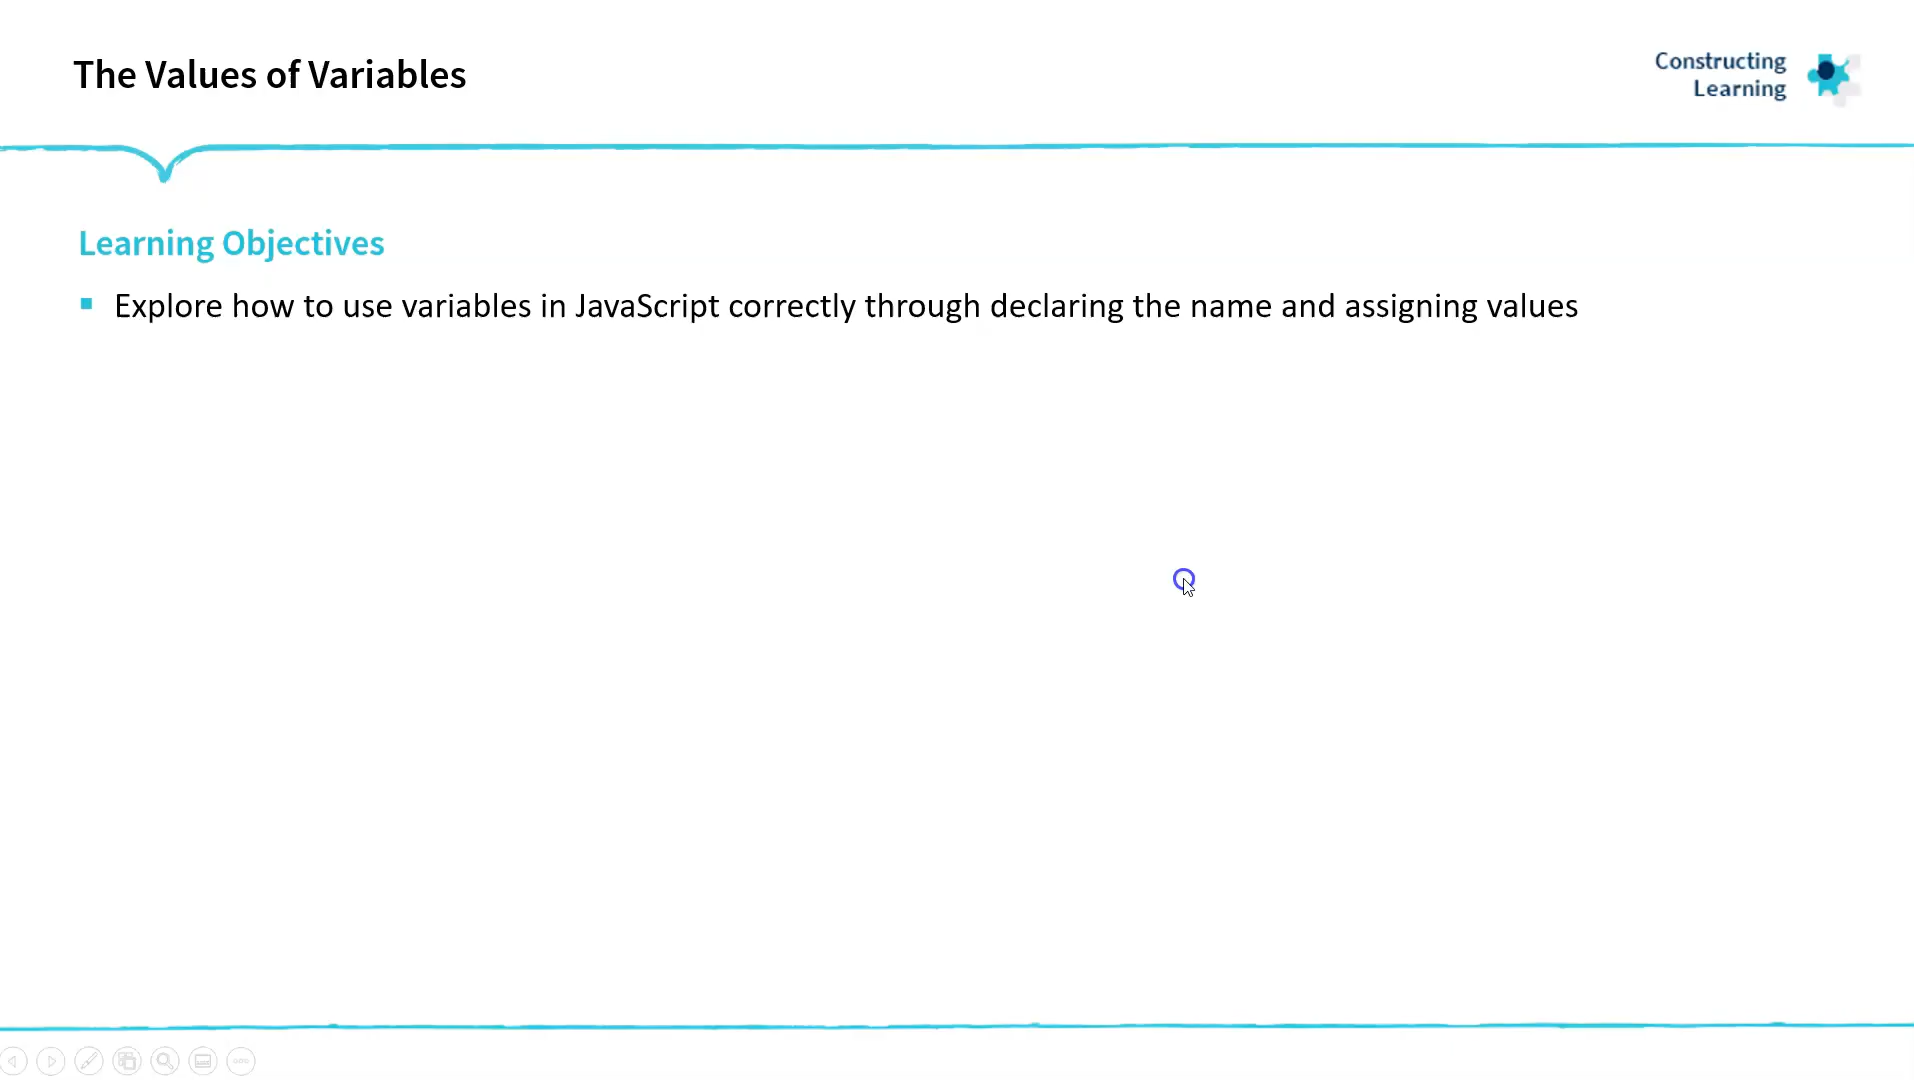 The Values of Variables
Constructing
Learning
Learning Objectives
Explore how to use variables in JavaScript correctly through declaring the name and assigning values